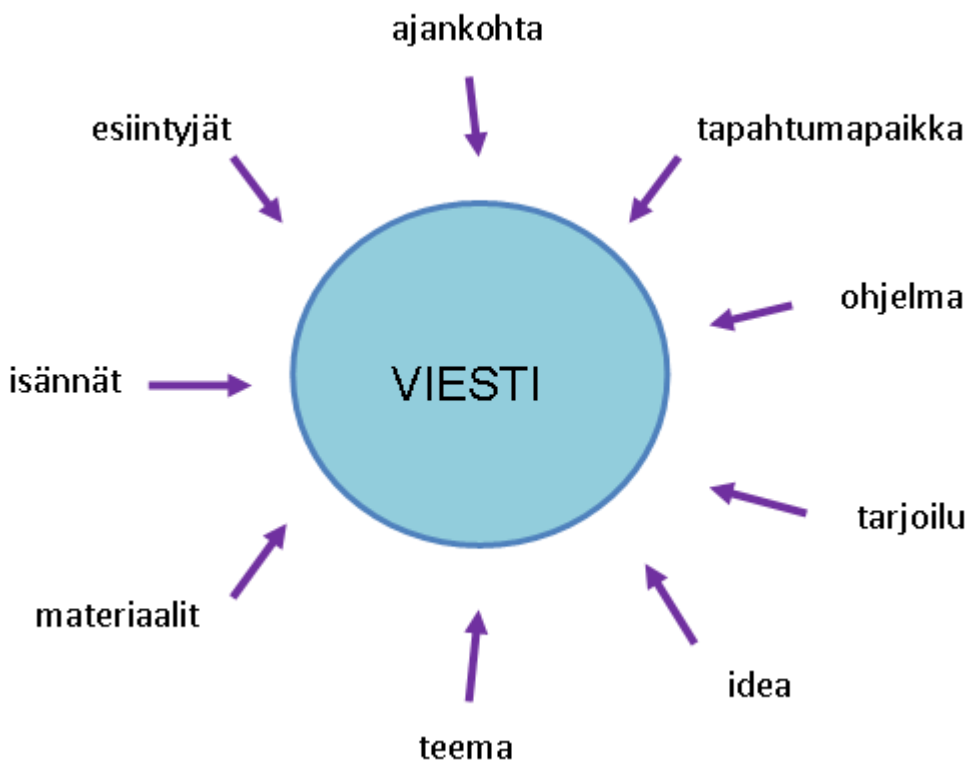 ajankohta
esiintyjät
tapahtumapaikka
ohjelma
isännät
VIESTI
tarjoilu
materiaalit
idea
teema